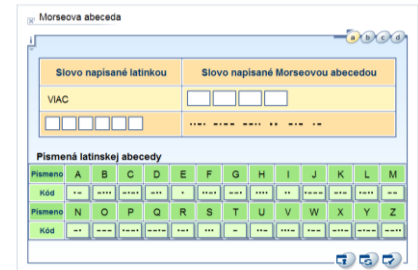 Morseova abeceda
i
a b c d
Slovo napísané latinkou Slovo napísané Morseovou abecedou
VIAC
Písmená latinskej abecedy
Písmeno A B C D E F G H I J K L M
Kód ·– –··· –·–· –·· · ··–· ––· ···· ·· ·––– –·– ·–·· ––
Písmeno N O P Q R S T U V W X Y Z
Kód –· ––– ·––· ––·– ·–· ··· – ··– ···– ·–– –··– –·–– ––··